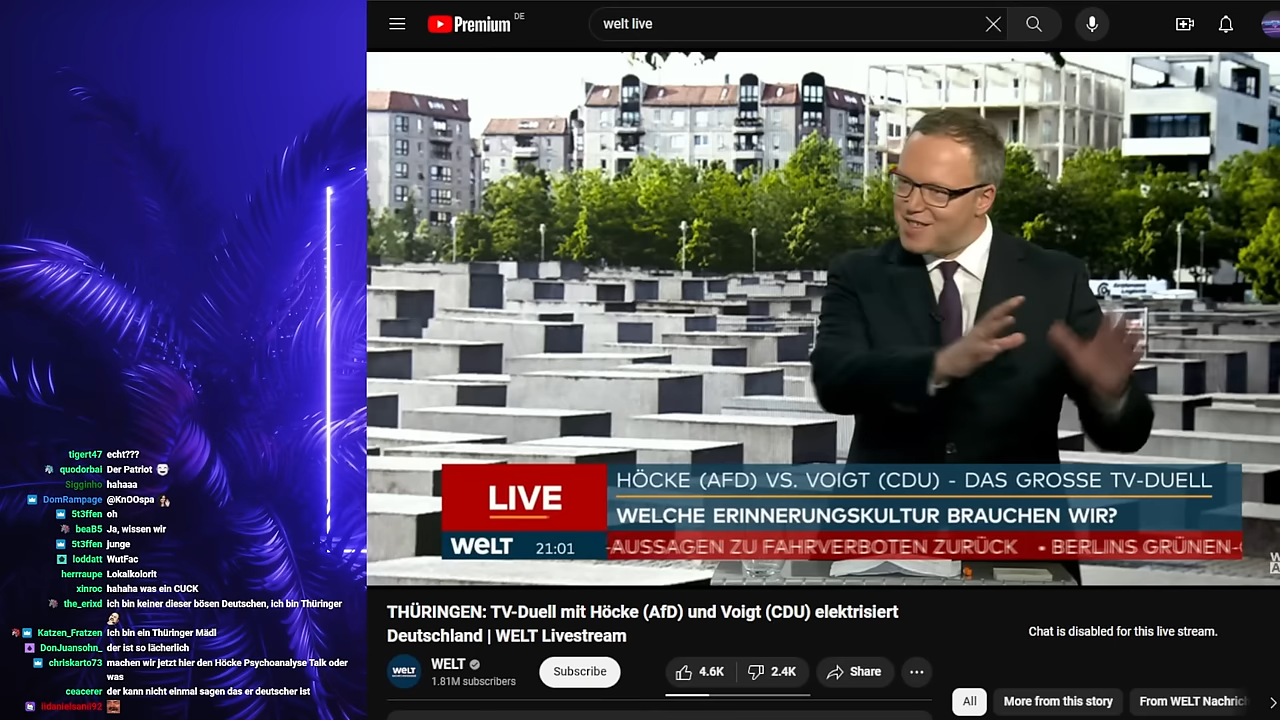 Premium DE
welt live
LIVE
HÖCKE (AfD) VS. VOIGT (CDU) - DAS GROSSE TV-DUELL
WELCHE ERINNERUNGSKULTUR BRAUCHEN WIR?
WELT 21:01 -AUSSAGEN ZU FAHRVERBOTEN ZURÜCK • BERLINS GRÜNEN-
THÜRINGEN: TV-Duell mit Höcke (AfD) und Voigt (CDU) elektrisiert
Deutschland | WELT Livestream
WELT
1.81M subscribers
Subscribe
4.6K
2.4K
Share
Chat is disabled for this live stream.
All
More from this story
From WELT Nachric
tigert47 echt???
quodorbal Der Patriot
Sigginho hahaaa
DomRampage @KnOOspa
5t3ffen oh
beaB5 Ja, wissen wir
5t3ffen junge
loddatt WutFac
herrraupe Lokalkolorit
xinroc hahaha was ein CUCK
the_erixd ich bin keiner dieser bösen Deutschen, ich bin Thüringer
Katzen_Fratzen Ich bin ein Thüringer Mädl
DonJuansohn_ der ist so lächerlich
chriskarto73 machen wir jetzt hier den Höcke Psychoanalyse Talk oder
was
ceacerer der kann nicht einmal sagen das er deutscher ist